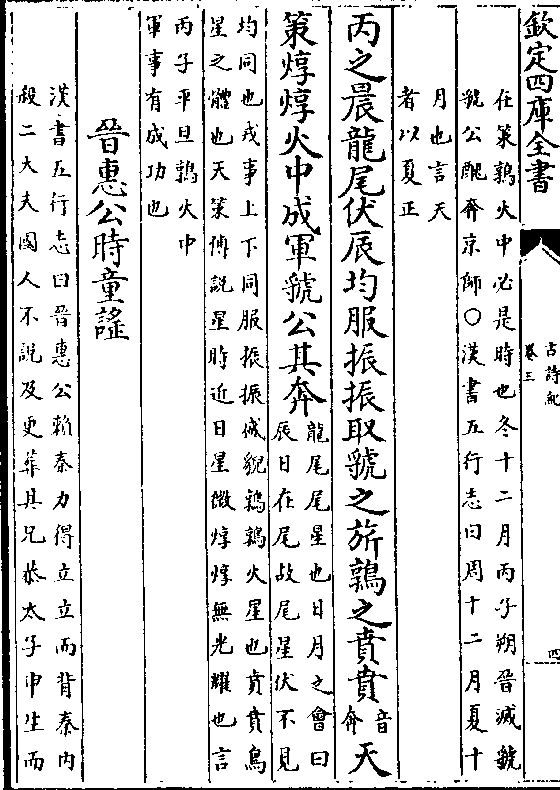 欽定四庫全書
古詩紀
卷三
四
在策鶉火中必是時也冬十二月丙子朔晉滅虢
虢公醜奔京師○漢書五行志曰周十二月夏十
月也言天
者以夏正
丙之晨龍尾伏辰均服振振取虢之旂鶉之賁賁音奔天
策焞焞火中成軍虢公其奔龍尾尾星也日月之會曰
辰日在尾故尾星伏不見
均同也戎事上下同服振振盛貌鶉鶉火星也賁賁鳥
星之體也天策傅説星時近日星微焞焞無光耀也言
丙子平旦鶉火中
軍事有成功也
晉惠公時童謠
漢書五行志曰晉惠公賴秦力得立立而背秦内
殺二大夫國人不說及更葬其兄恭太子申生而